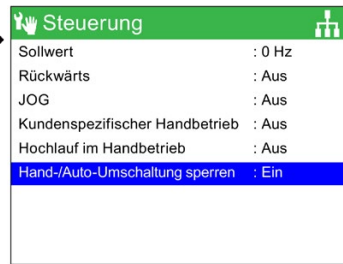 Steuerung
Sollwert : 0 Hz
Rückwärts : Aus
JOG : Aus
Kundenspezifischer Handbetrieb : Aus
Hochlauf im Handbetrieb : Aus
Hand-/Auto-Umschaltung sperren : Ein